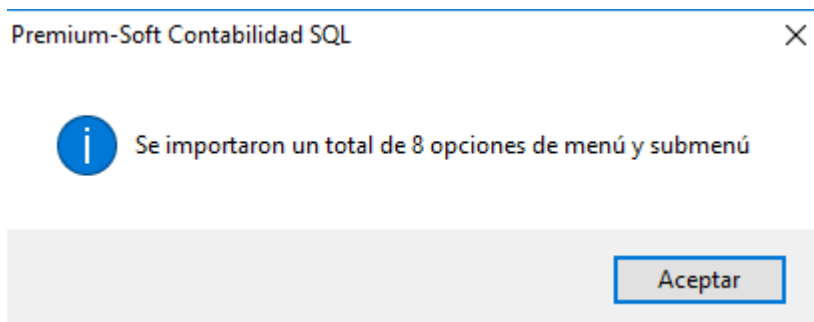 Premium-Soft Contabilidad SQL
Se importaron un total de 8 opciones de menú y submenú
Aceptar